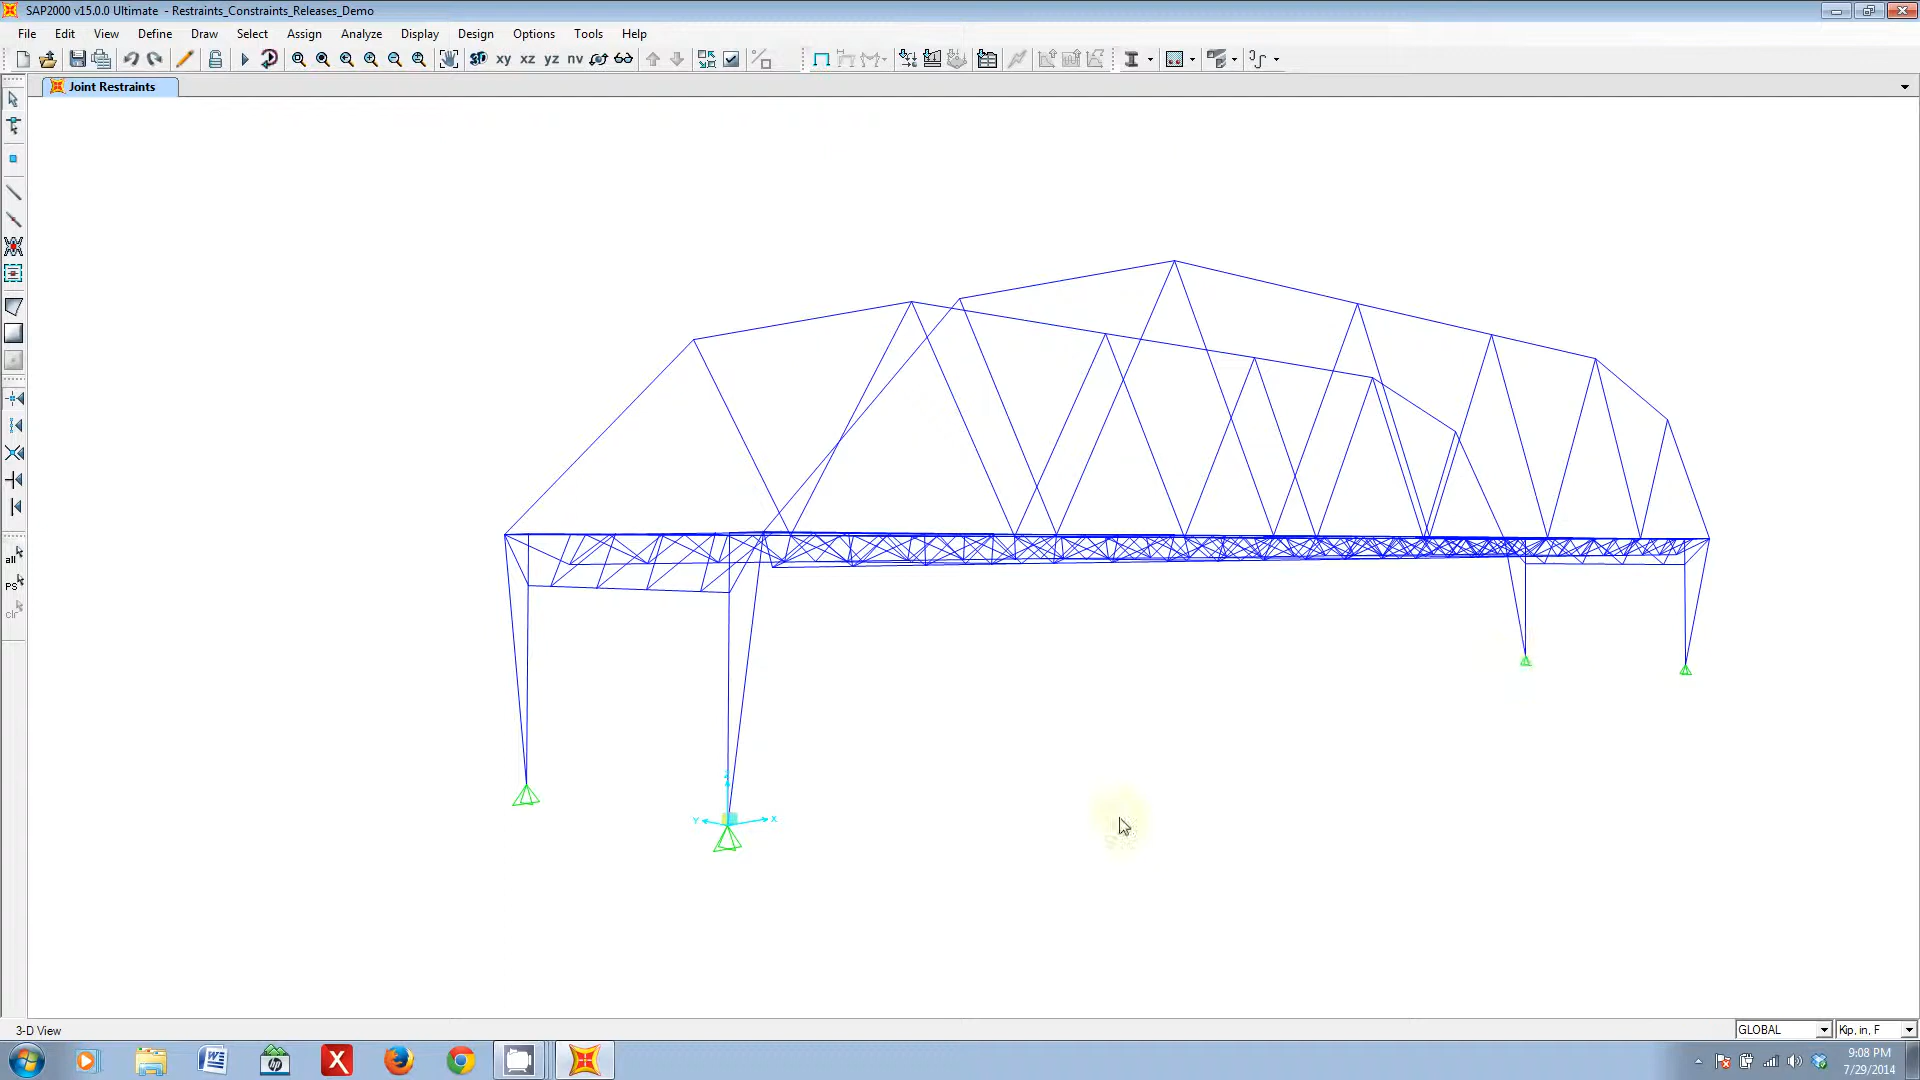 SAP2000 v15.0.0 Ultimate - Restraints_Constraints_Releases_Demo
File Edit View Define Draw Select Assign Analyze Display Design Options Tools Help
3D xy xz yz nv
Joint Restraints
all
PS
clr
Z
Y X
3-D View
GLOBAL
Kip, in, F
9:08 PM
7/29/2014